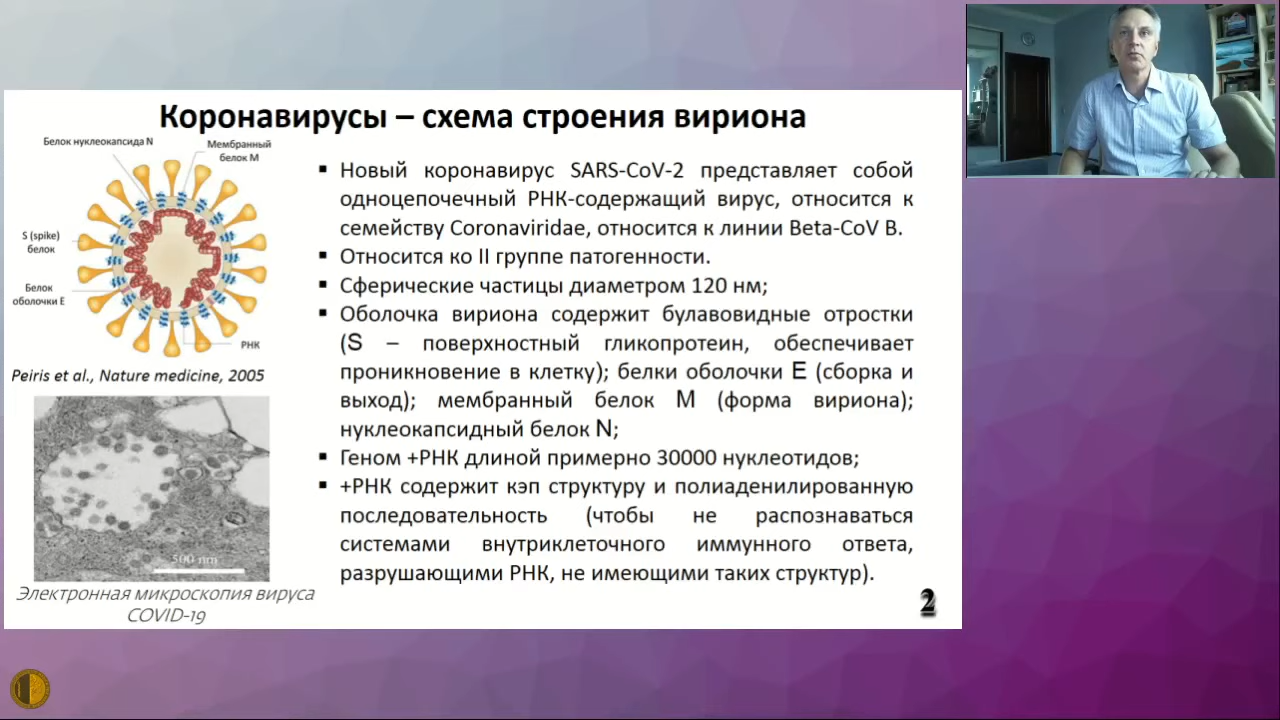 Коронавирусы – схема строения вириона
Белок нуклеокапсида N
Мембранный
белок М
S (spike)
белок
Белок
оболочки Е
РНК
Peiris et al., Nature medicine, 2005
500 nm
Электронная микроскопия вируса
COVID-19
▪ Новый коронавирус SARS-CoV-2 представляет собой
одноцепочечный РНК-содержащий вирус, относится к
семейству Coronaviridae, относится к линии Beta-CoV B.
▪ Относится ко II группе патогенности.
▪ Сферические частицы диаметром 120 нм;
▪ Оболочка вириона содержит булавовидные отростки
(S – поверхностный гликопротеин, обеспечивает
проникновение в клетку); белки оболочки E (сборка и
выход); мембранный белок M (форма вириона);
нуклеокапсидный белок N;
▪ Геном +РНК длиной примерно 30000 нуклеотидов;
▪ +РНК содержит кэп структуру и полиаденилированную
последовательность (чтобы не распознаваться
системами внутриклеточного иммунного ответа,
разрушающими РНК, не имеющими таких структур).
2